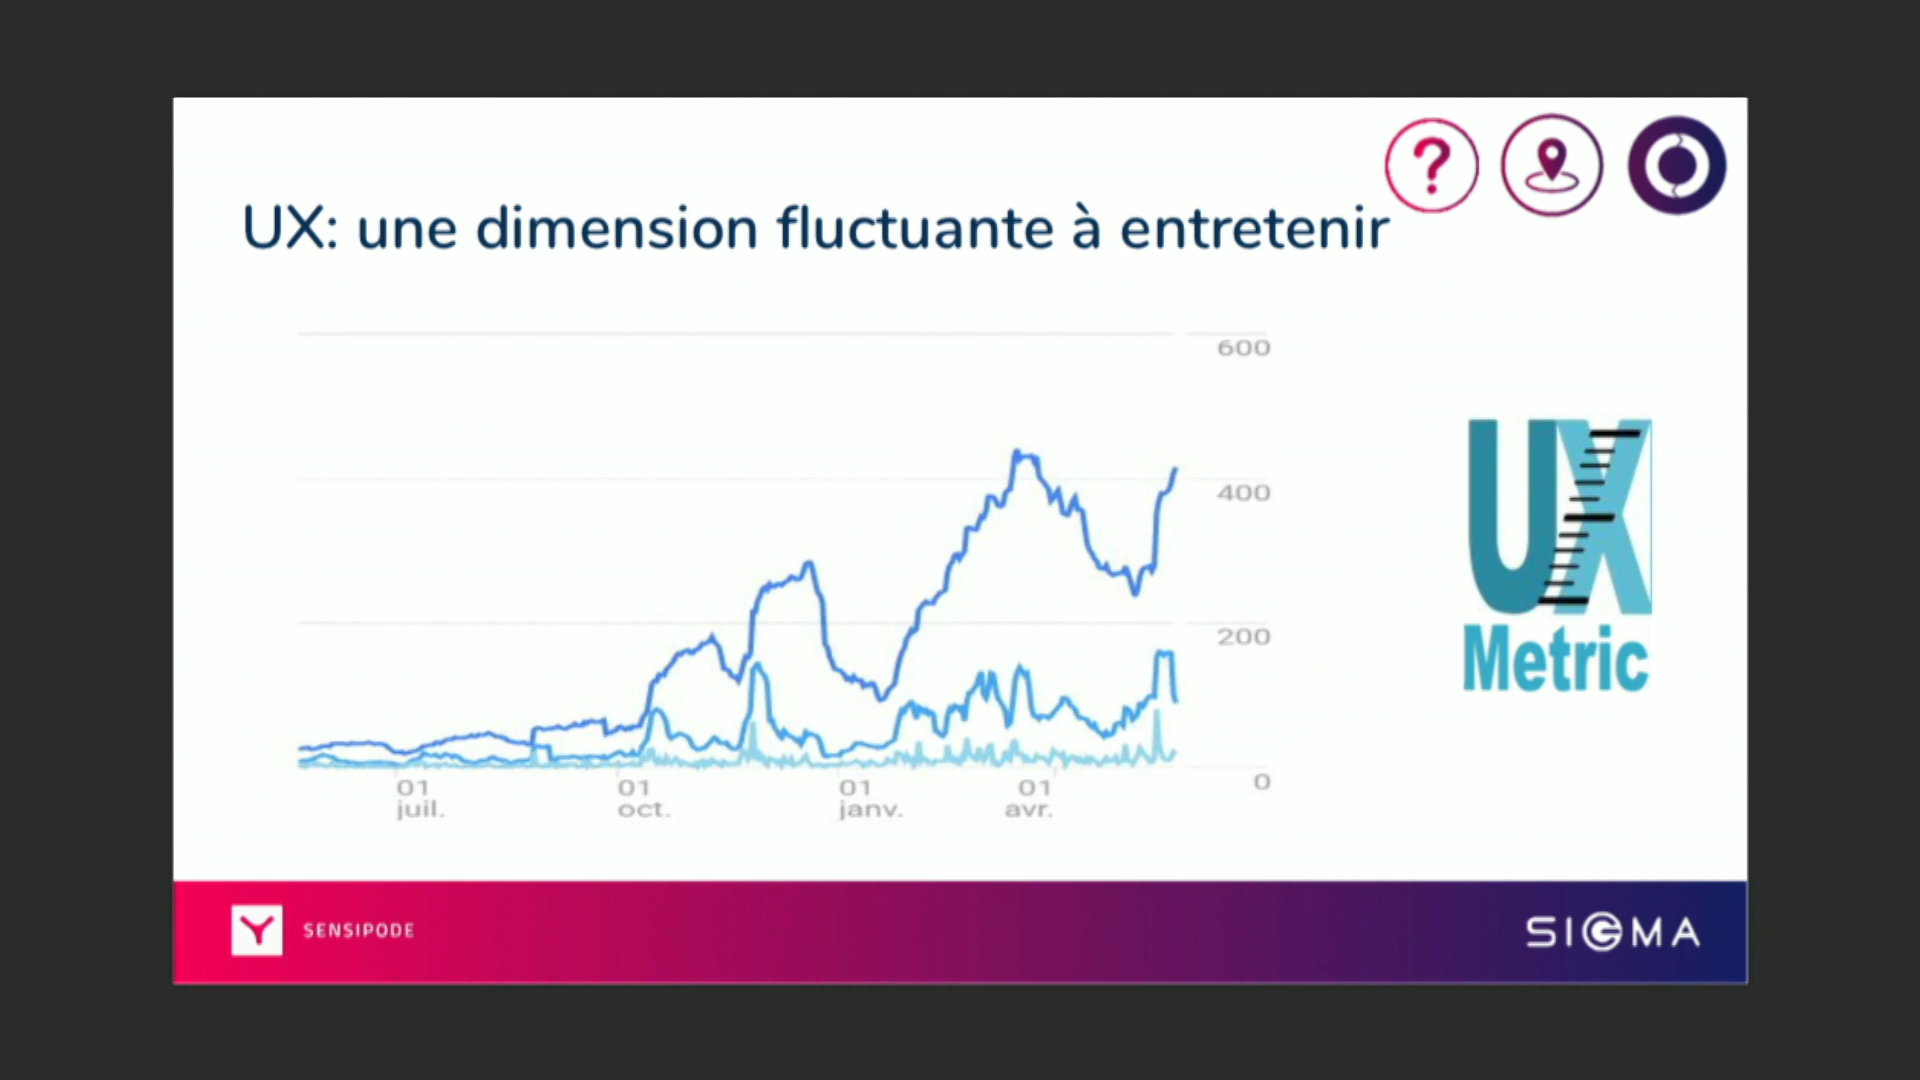 ?
UX: une dimension fluctuante à entretenir
600
400
200
0
01
juil.
01
oct.
01
janv.
01
avr.
UX
Metric
SENSIPODE
SIGMA